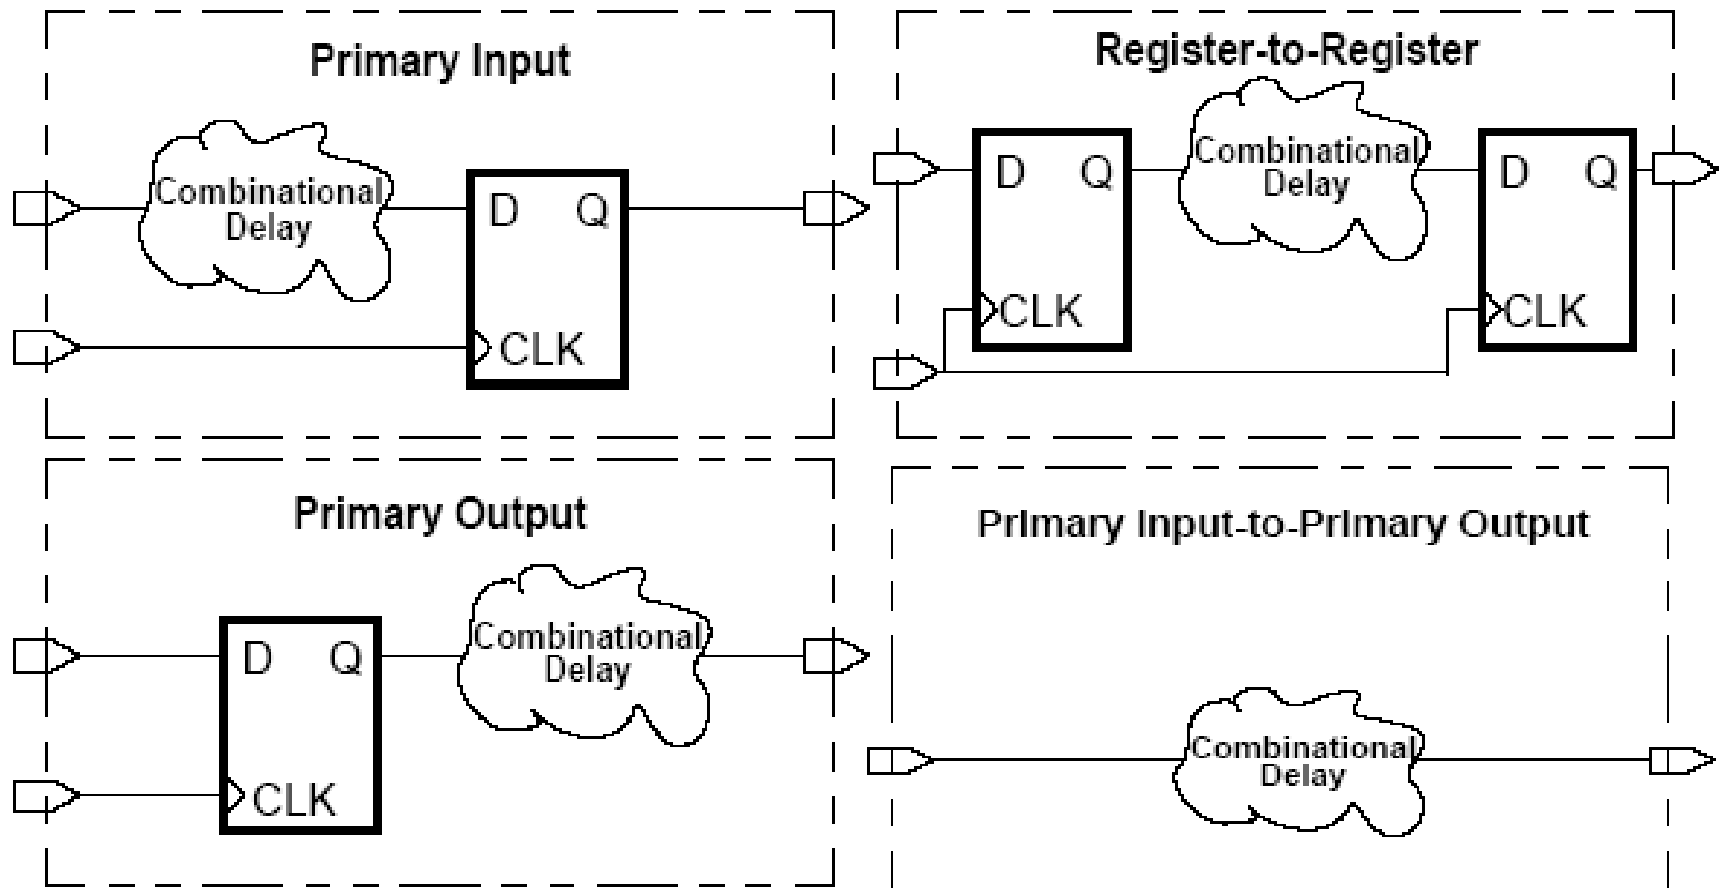 Primary Input
Combinational
Delay
D Q
CLK
Register-to-Register
D Q
CLK
Combinational
Delay
D Q
CLK
Primary Output
D Q
CLK
Combinational
Delay
PrImary Input-to-PrImary Output
Combinational
Delay